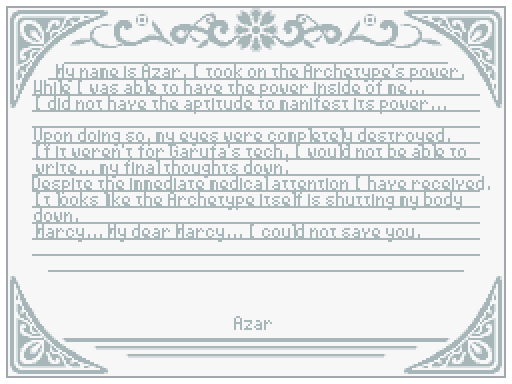 My name is Azar, I took on the Archetype's power.
While I was able to have the power inside of me...
I did not have the aptitude to manifest its power...
Upon doing so, my eyes were completely destroyed.
If it weren't for Garufa's tech, I would not be able to
write... my final thoughts down.
Despite the immediate medical attention I have received.
It looks like the Archetype itself is shutting my body
down.
Marcy... My dear Marcy... I could not save you.
Azar